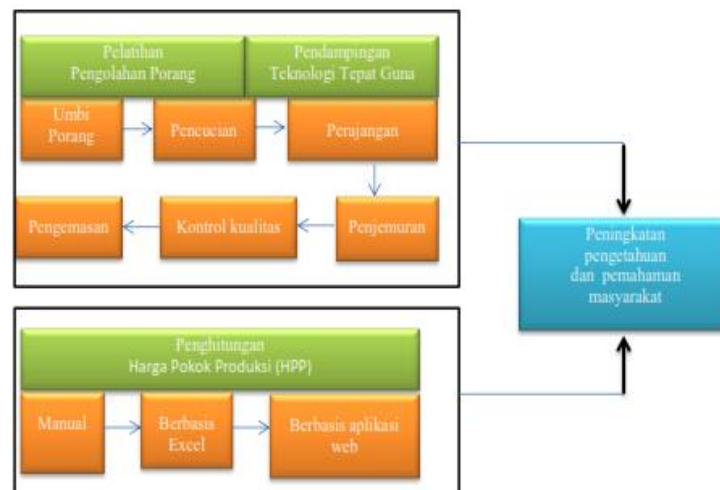 Pelatihan
Pengolahan Porang
Pendampingan
Teknologi Tepat Guna
Umbi
Porang
Pencucian
Perajangan
Pengemasan
Kontrol kualitas
Penjemuran
Peningkatan
pengetahuan
dan pemahaman
masyarakat
Penghitungan
Harga Pokok Produksi (HPP)
Manual
Berbasis
Excel
Berbasis aplikasi
web